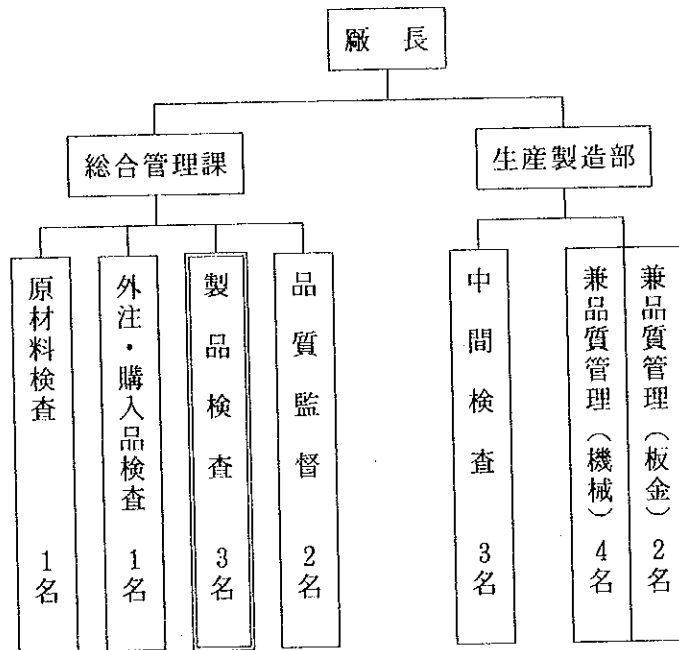 廠長
総合管理課
生産製造部
原材料検査 1名
外注・購入品検査 1名
製品検査 3名
品質監督 2名
中間検査 3名
兼品質管理(機械) 4名
兼品質管理(板金) 2名